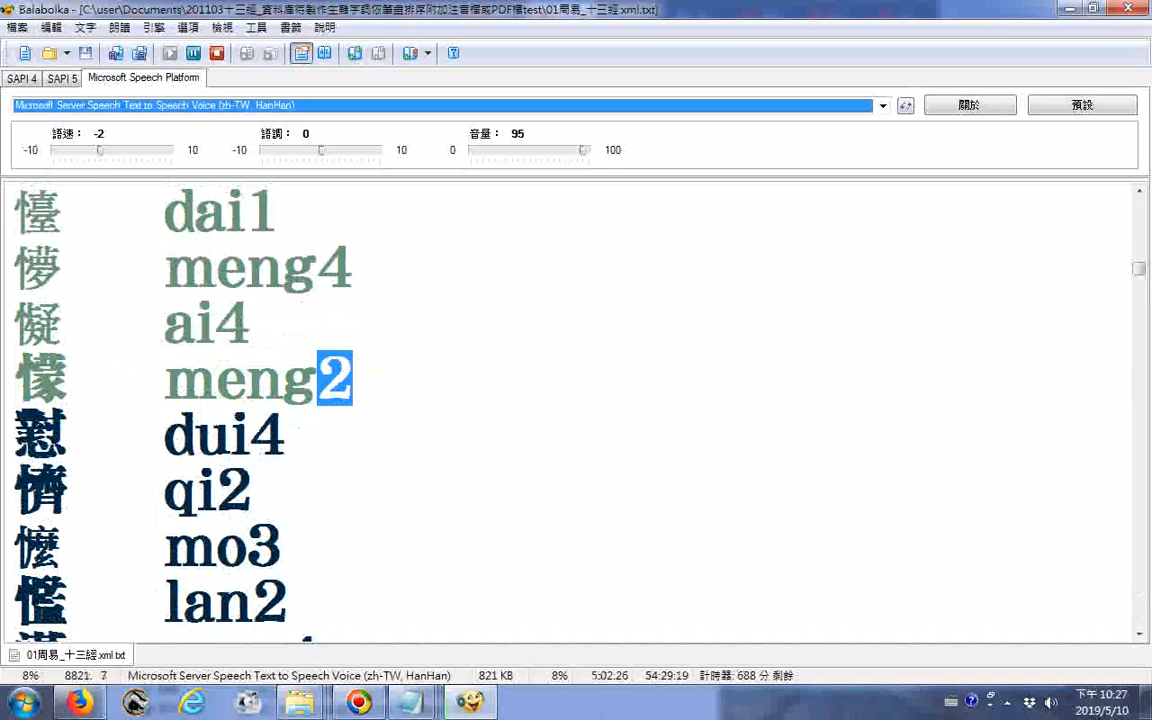 Balabolka - [C:\user\Documents\201103十三經_資料庫待製作生難字詞依筆畫排序附加注音檔或PDF檔test\01周易_十三經.xml.txt]
檔案 編輯 文字 朗讀 引擎 選項 檢視 工具 書籤 說明
SAPI 4 SAPI 5 Microsoft Speech Platform
Microsoft Server Speech Text to Speech Voice (zh-TW, HanHan) 關於 預設
語速： -2 語調： 0 音量： 95
-10 10 -10 10 0 100
懛 dai1
懜 meng4
懝 ai4
懞 meng2
懟 dui4
懠 qi2
懡 mo3
懢 lan2
01周易_十三經.xml.txt
8% 8821: 7 Microsoft Server Speech Text to Speech Voice (zh-TW, HanHan) 821 KB 8% 5:02:26 54:29:19 計時器: 688 分 剩餘
下午 10:27
2019/5/10